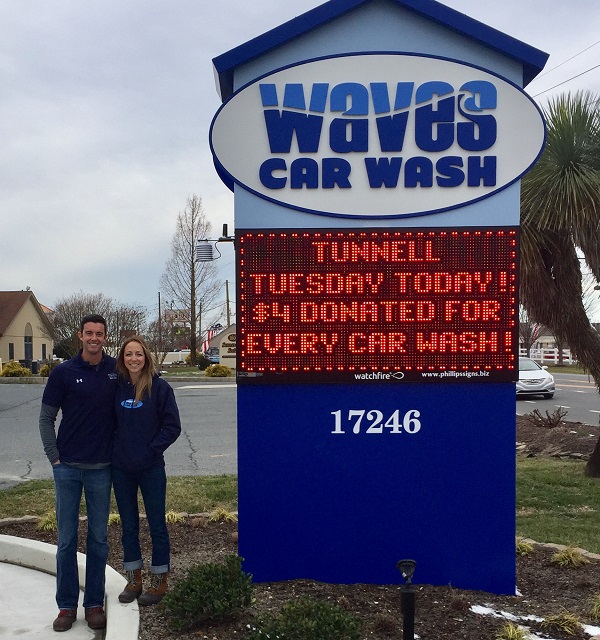 WAVES
CAR WASH
TUNNELL
TUESDAY TODAY!
$4 DONATED FOR
EVERY CAR WASH!
watchfire
www.phillipssigns.biz
17246